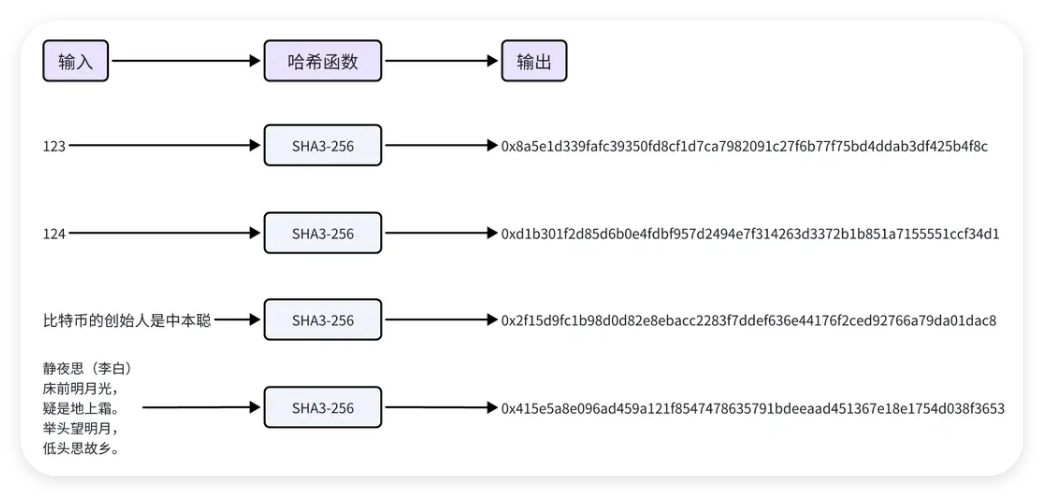 输入
哈希函数
输出
123
SHA3-256
0x8a5e1d339fafc39350fd8cf1d7ca7982091c27f6b77f75bd4ddab3df425b4f8c
124
SHA3-256
0xd1b301f2d85d6b0e4fdbf957d2494e7f314263d3372b1b851a7155551ccf34d1
比特币的创始人是中本聪
SHA3-256
0x2f15d9fc1b98d0d82e8ebacc2283f7ddef636e44176f2ced92766a79da01dac8
静夜思（李白）
床前明月光，
疑是地上霜。
举头望明月，
低头思故乡。
SHA3-256
0x415e5a8e096ad459a121f8547478635791bdeeaad451367e18e1754d038f3653